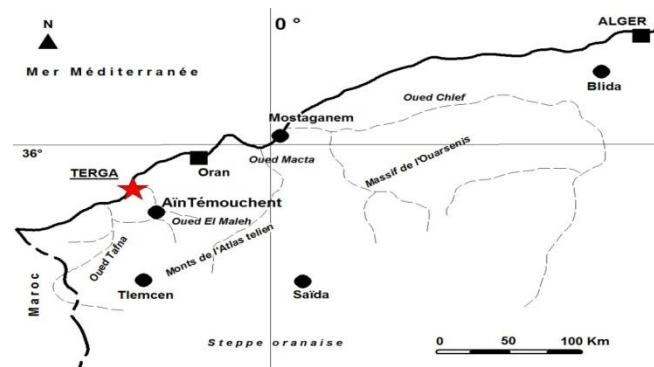 N
0 °
ALGER
Mer Méditerranée
Blida
Oued Chlef
Mostaganem
36°
Oued Macta
Massif de l'Ouarsenis
TERGA
Oran
AïnTémouchent
Oued El Maleh
Oued Tafna
Monts de l'Atlas telien
Maroc
Tlemcen
Saïda
Steppe oranaise
0 50 100 Km